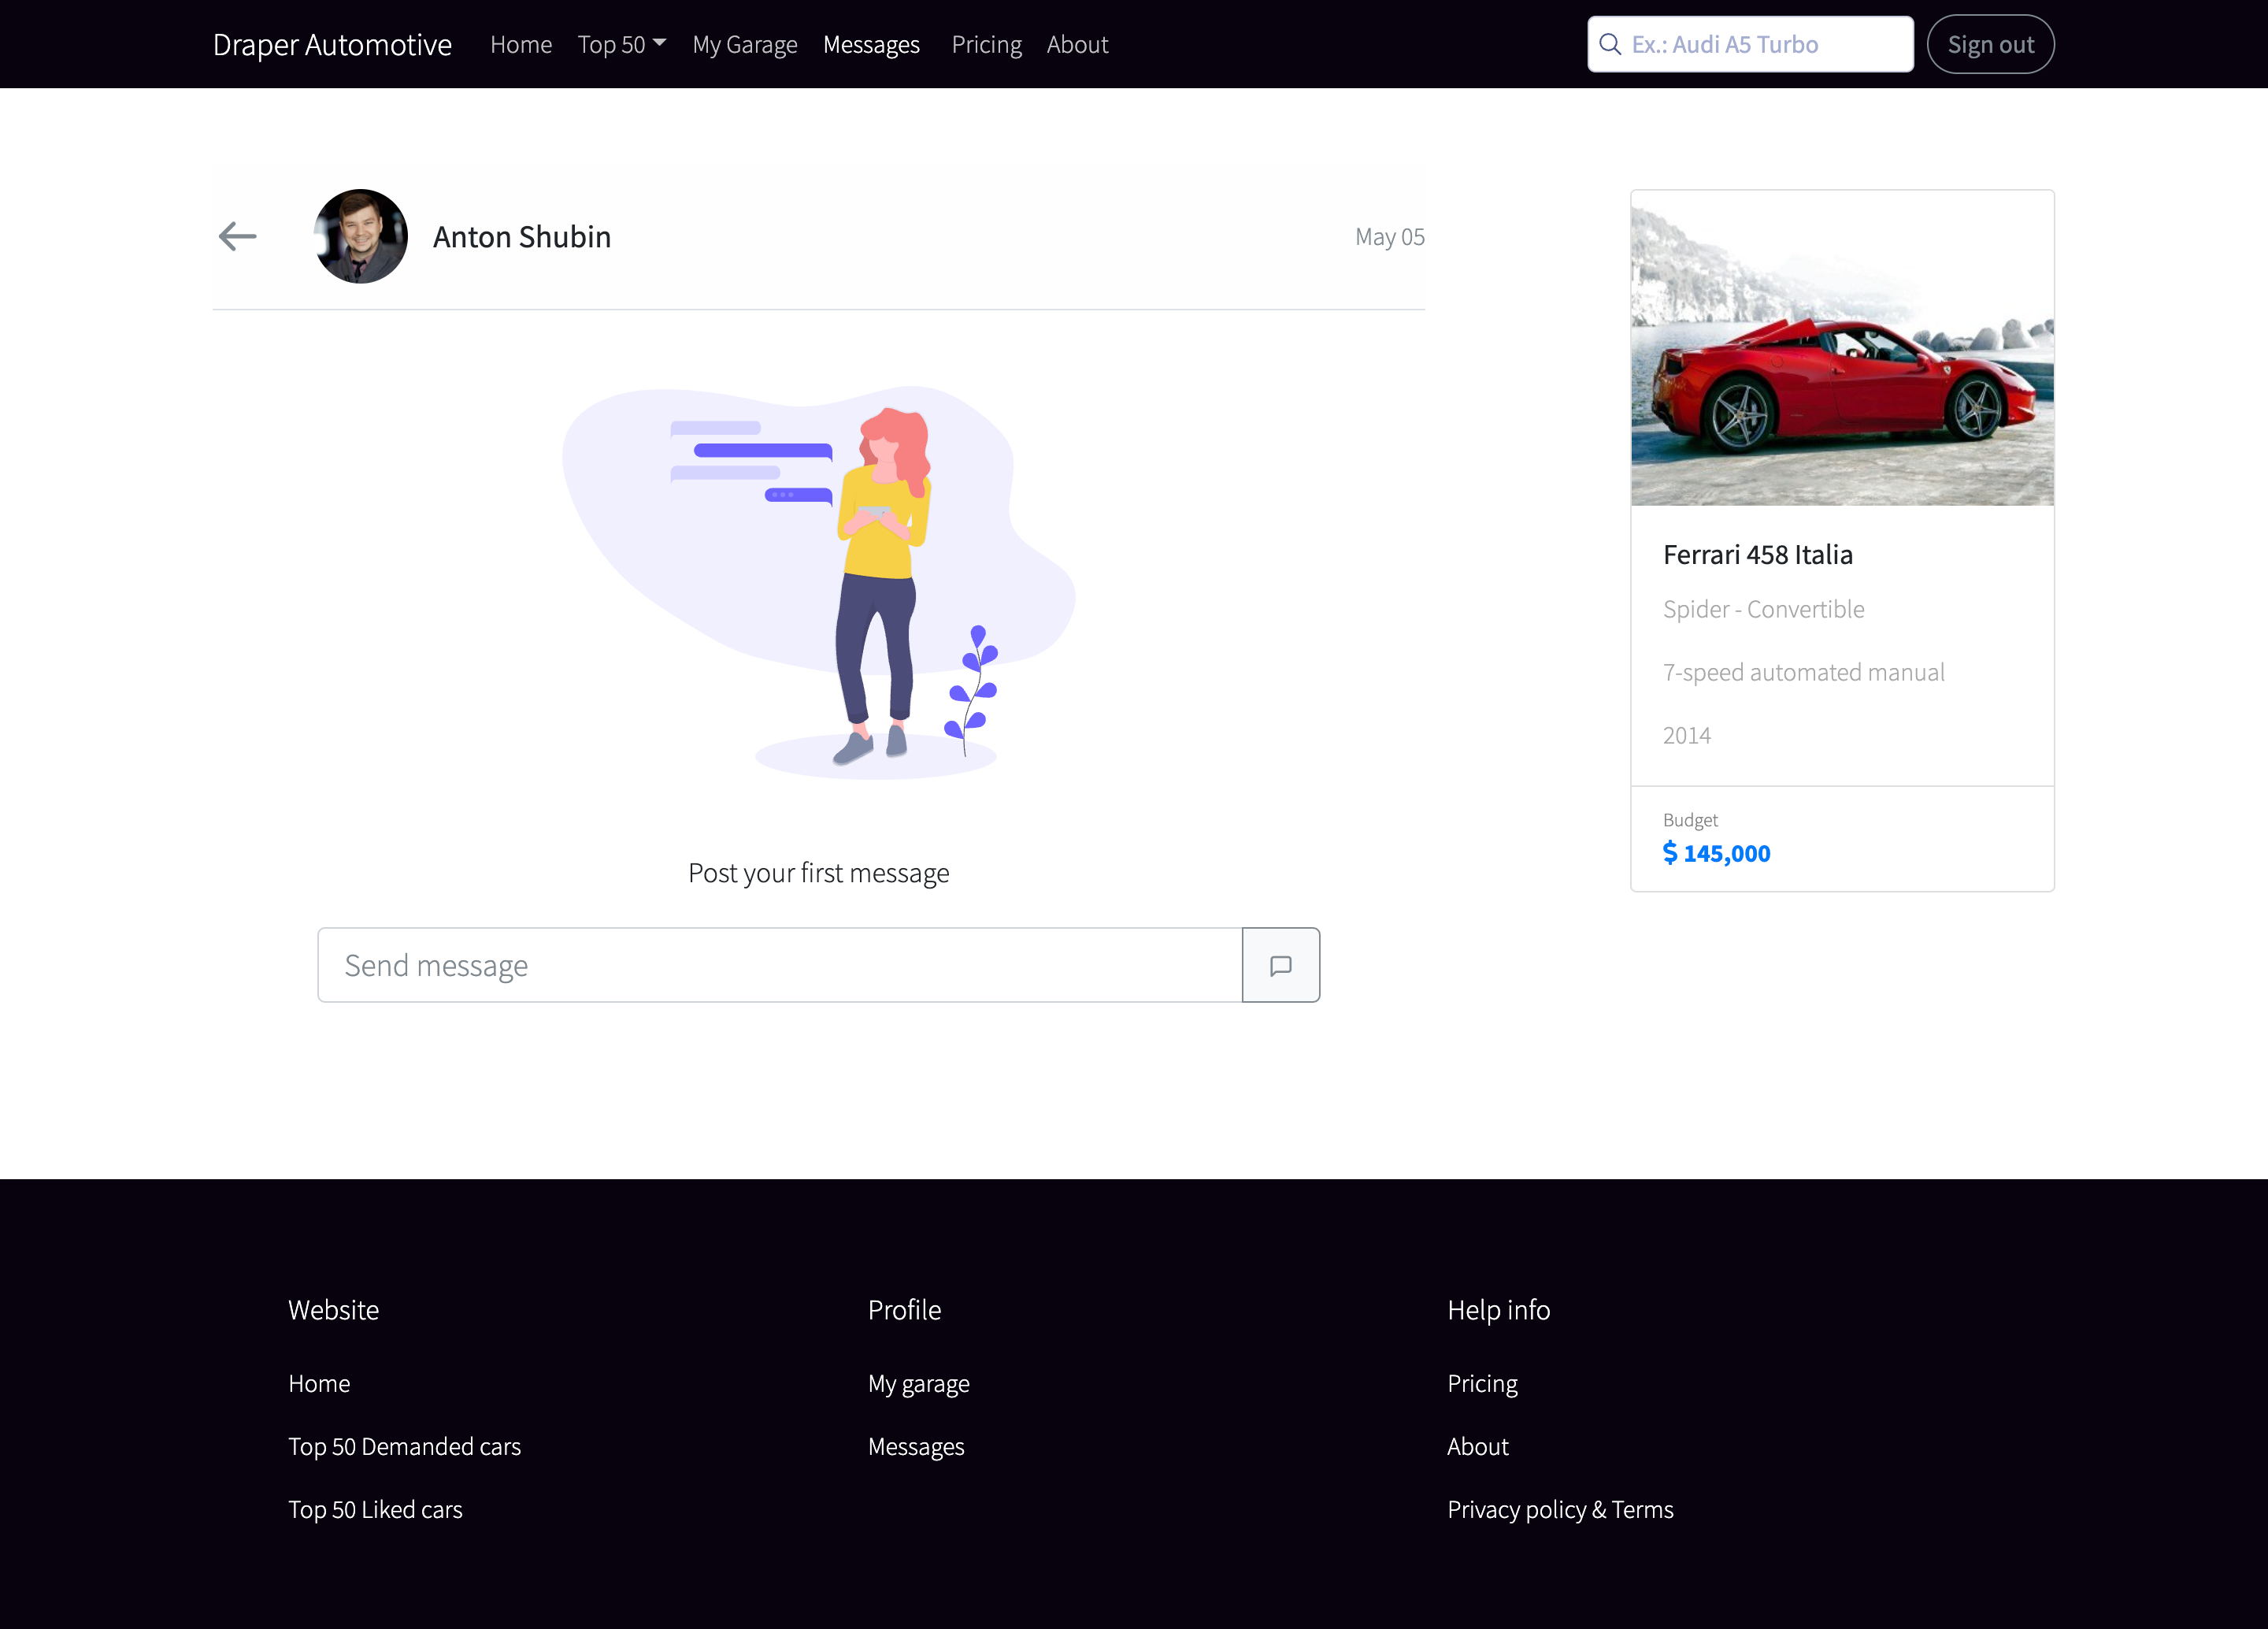 Draper Automotive
Home
Top 50
My Garage
Messages
Pricing
About
Ex.: Audi A5 Turbo
Sign out
Anton Shubin
May 05
Post your first message
Send message
Ferrari 458 Italia
Spider - Convertible
7-speed automated manual
2014
Budget
$ 145,000
Website
Home
Top 50 Demanded cars
Top 50 Liked cars
Profile
My garage
Messages
Help info
Pricing
About
Privacy policy & Terms